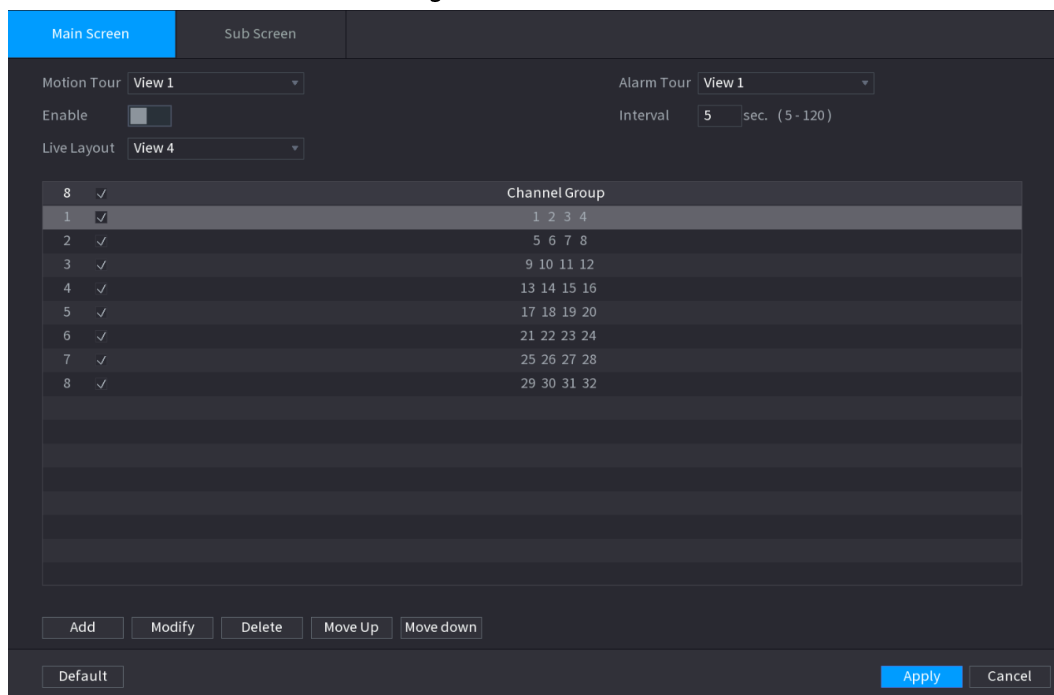 Main Screen Sub Screen
Motion Tour View 1 Alarm Tour View 1
Enable Interval 5 sec. (5-120)
Live Layout View 4
8 Channel Group
1 1 2 3 4
2 5 6 7 8
3 9 10 11 12
4 13 14 15 16
5 17 18 19 20
6 21 22 23 24
7 25 26 27 28
8 29 30 31 32
Add Modify Delete Move Up Move down
Default Apply Cancel